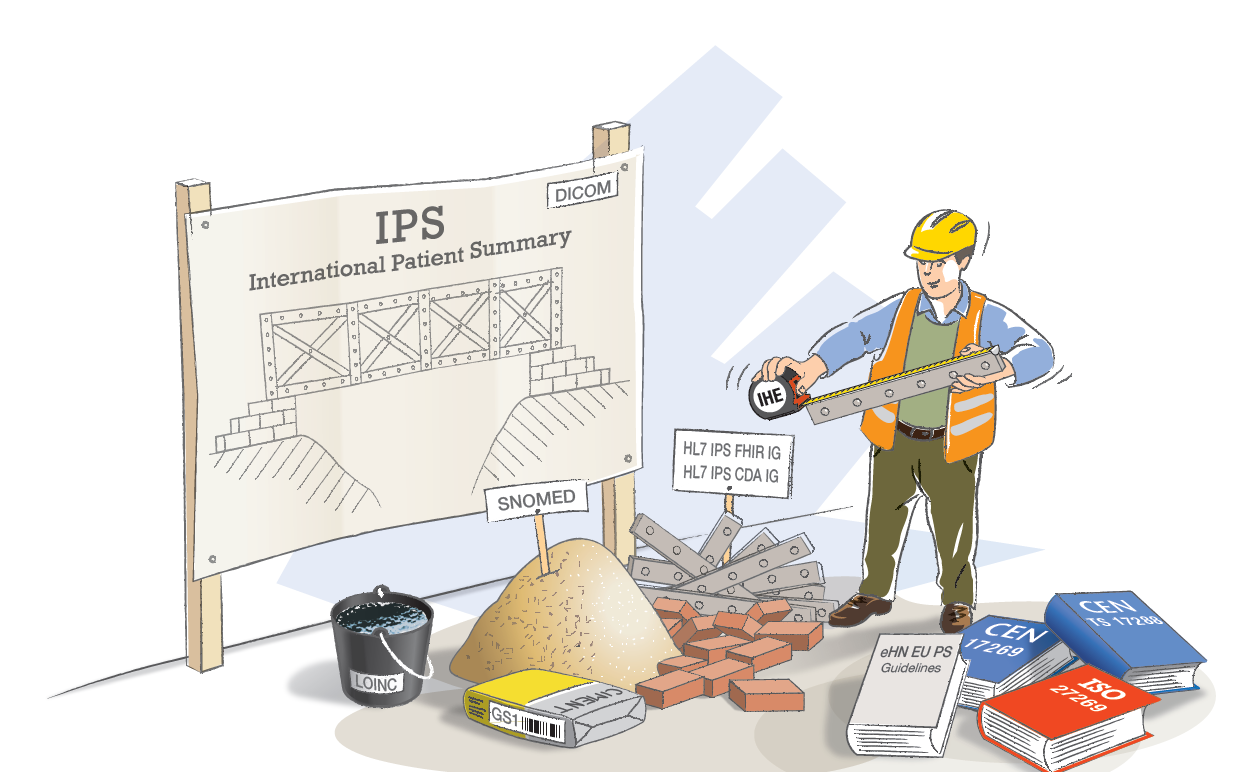 DICOM
IPS
International Patient Summary
IHE
HL7 IPS FHIR IG
HL7 IPS CDA IG
SNOMED
LOINC
GS1
CIMENT
eHN EU PS
Guidelines
CEN
17269
CEN
TS 17288
ISO
27269